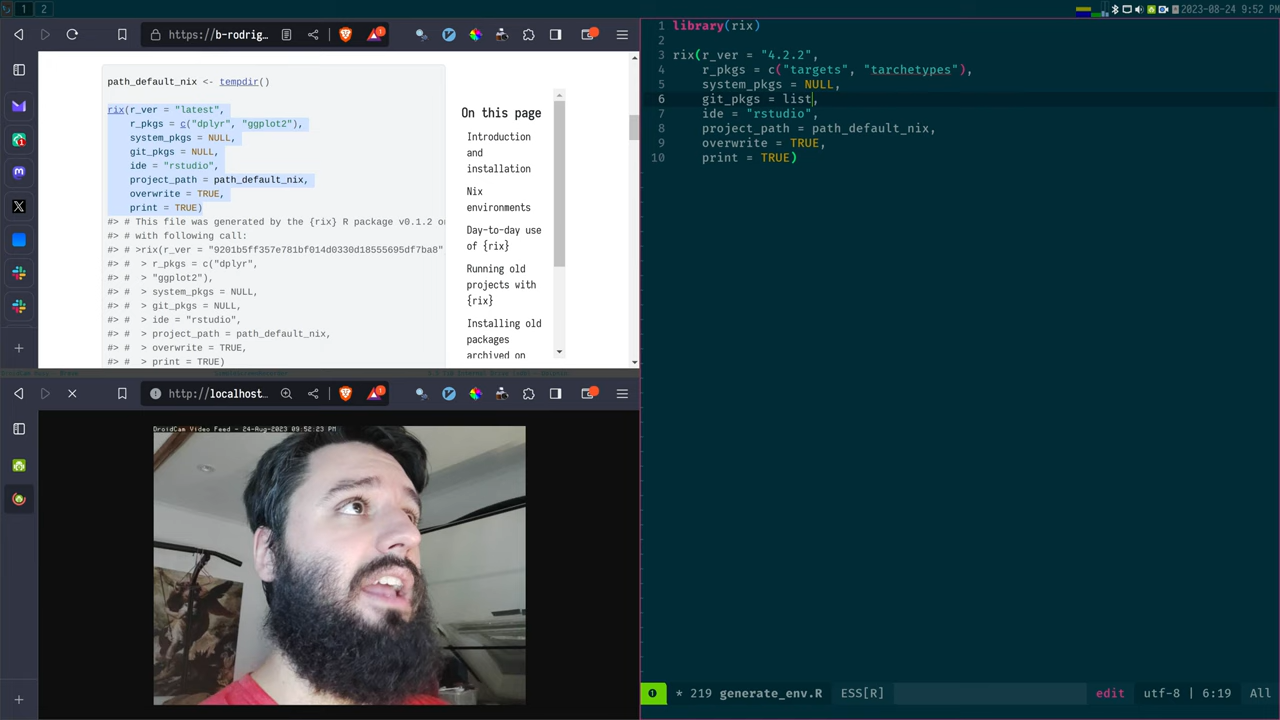 1 2
2023-08-24 9:52 PM
https://b-rodrig…
path_default_nix <- tempdir()
rix(r_ver = "latest",
r_pkgs = c("dplyr", "ggplot2"),
system_pkgs = NULL,
git_pkgs = NULL,
ide = "rstudio",
project_path = path_default_nix,
overwrite = TRUE,
print = TRUE)
#> # This file was generated by the {rix} R package v0.1.2 o
#> # with following call:
#> # >rix(r_ver = "9201b5ff357e781bf014d0330d18555695df7ba8"
#> # > r_pkgs = c("dplyr",
#> # > "ggplot2"),
#> # > system_pkgs = NULL,
#> # > git_pkgs = NULL,
#> # > ide = "rstudio",
#> # > project_path = path_default_nix,
#> # > overwrite = TRUE,
#> # > print = TRUE)
On this page
Introduction
and
installation
Nix
environments
Day-to-day use
of {rix}
Running old
projects with
{rix}
Installing old
packages
archived on
http://localhost…
DroidCam Video Feed - 24-Aug-2023 09:52:23 PM
1 library(rix)
2
3 rix(r_ver = "4.2.2",
4 r_pkgs = c("targets", "tarchetypes"),
5 system_pkgs = NULL,
6 git_pkgs = list,
7 ide = "rstudio",
8 project_path = path_default_nix,
9 overwrite = TRUE,
10 print = TRUE)
* 219 generate_env.R ESS[R] edit utf-8 | 6:19 All